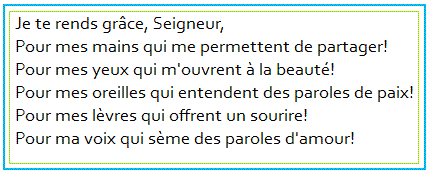 Je te rends grâce, Seigneur,
Pour mes mains qui me permettent de partager!
Pour mes yeux qui m'ouvrent à la beauté!
Pour mes oreilles qui entendent des paroles de paix!
Pour mes lèvres qui offrent un sourire!
Pour ma voix qui sème des paroles d'amour!